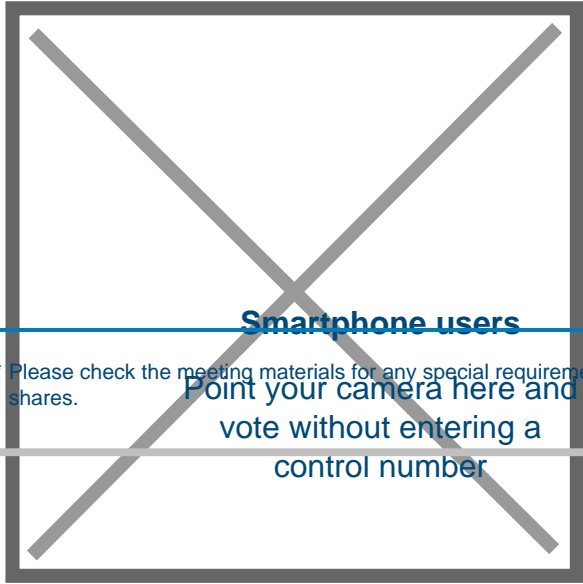 Smartphone users
* Please check the meeting materials for any special requireme
shares.
Point your camera here and
vote without entering a
control number